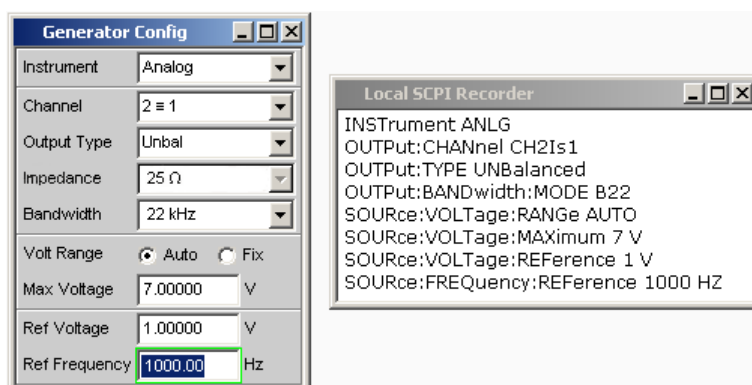 Generator Config
Instrument Analog
Channel 2 ≡ 1
Output Type Unbal
Impedance 25 Ω
Bandwidth 22 kHz
Volt Range Auto Fix
Max Voltage 7.00000 V
Ref Voltage 1.00000 V
Ref Frequency 1000.00 Hz
Local SCPI Recorder
INSTrument ANLG
OUTPut:CHANnel CH2Is1
OUTPut:TYPE UNBalanced
OUTPut:BANDwidth:MODE B22
SOURce:VOLTage:RANGe AUTO
SOURce:VOLTage:MAXimum 7 V
SOURce:VOLTage:REFerence 1 V
SOURce:FREQuency:REFerence 1000 HZ